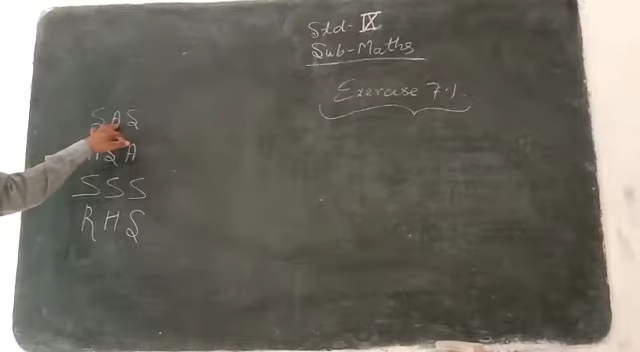 Std- IX
Sub-Maths
Exercise 7.1
SAS
ASA
SSS
RHS